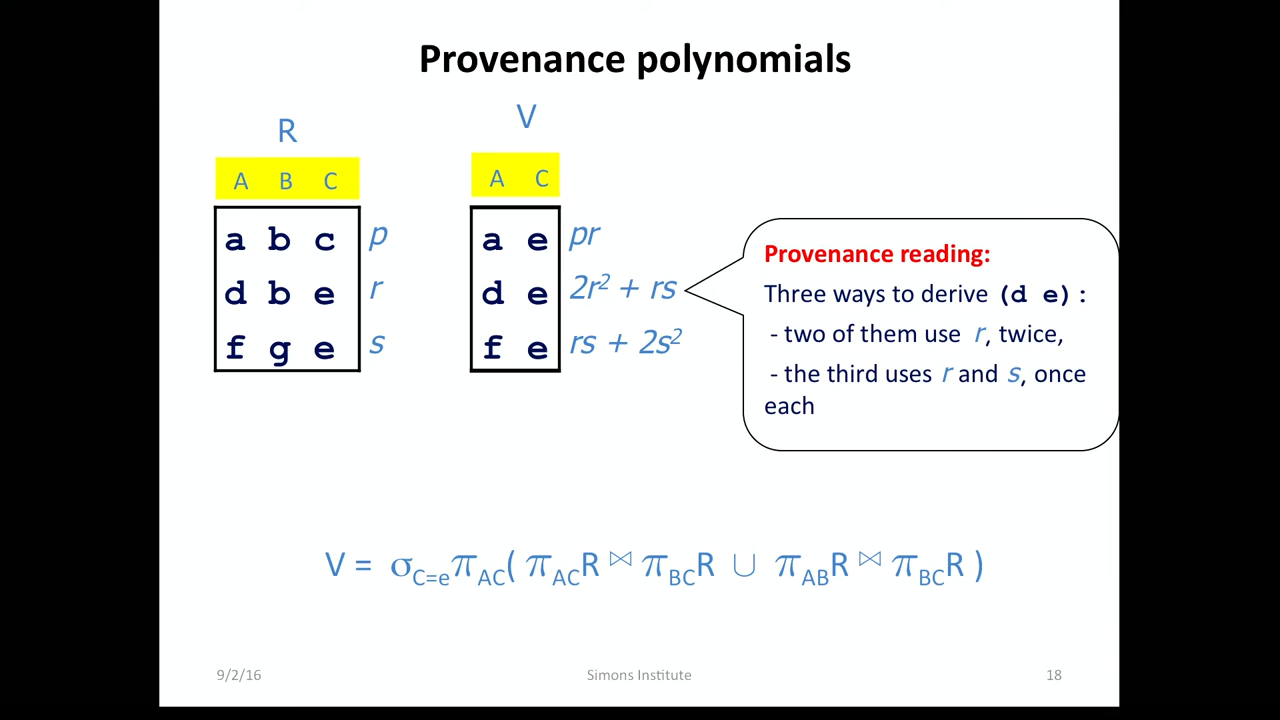 Provenance polynomials
R
V
A B C
A C
a b c p
a e pr
d b e r
d e 2r² + rs
f g e s
f e rs + 2s²
Provenance reading:
Three ways to derive (d e):
- two of them use r, twice,
- the third uses r and s, once
each
V = σC=eπAC( πACR ⋈ πBCR ∪ πABR ⋈ πBCR )
9/2/16
Simons Institute
18